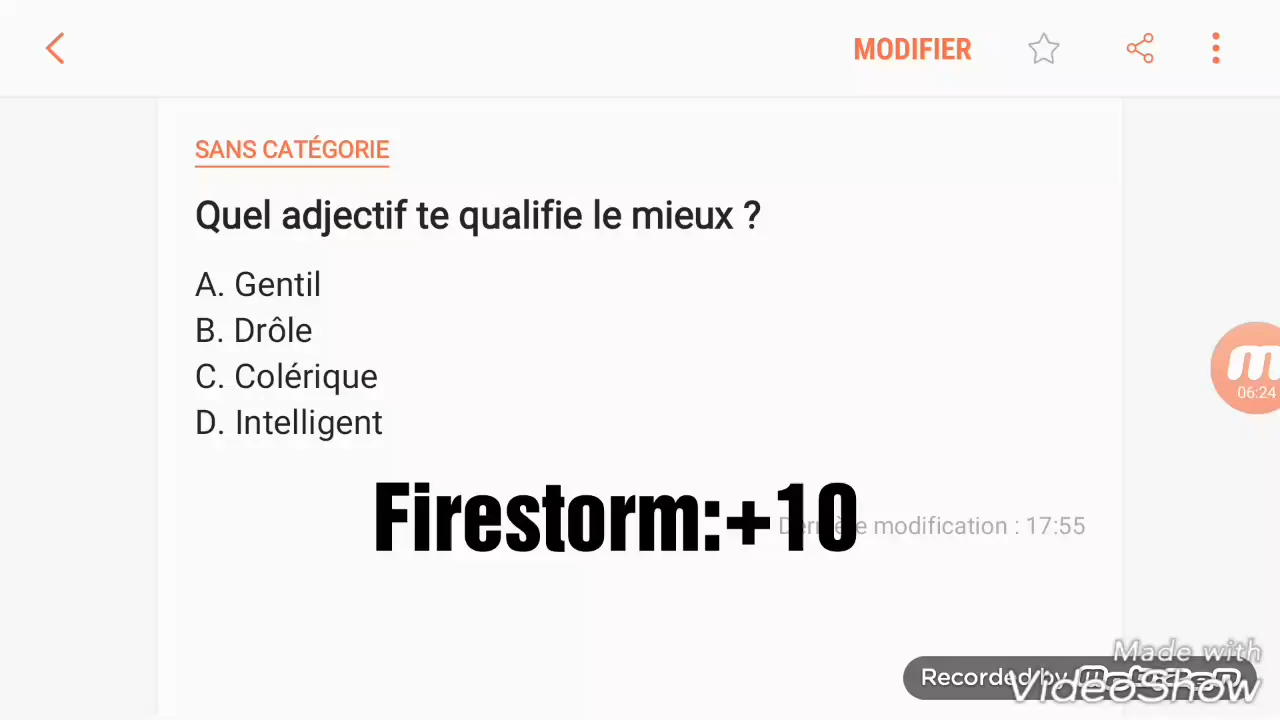 MODIFIER
SANS CATÉGORIE
Quel adjectif te qualifie le mieux ?
A. Gentil
B. Drôle
C. Colérique
D. Intelligent
Firestorm:+10
Dernière modification : 17:55
06:24
Made with
VideoShow
Recorded by